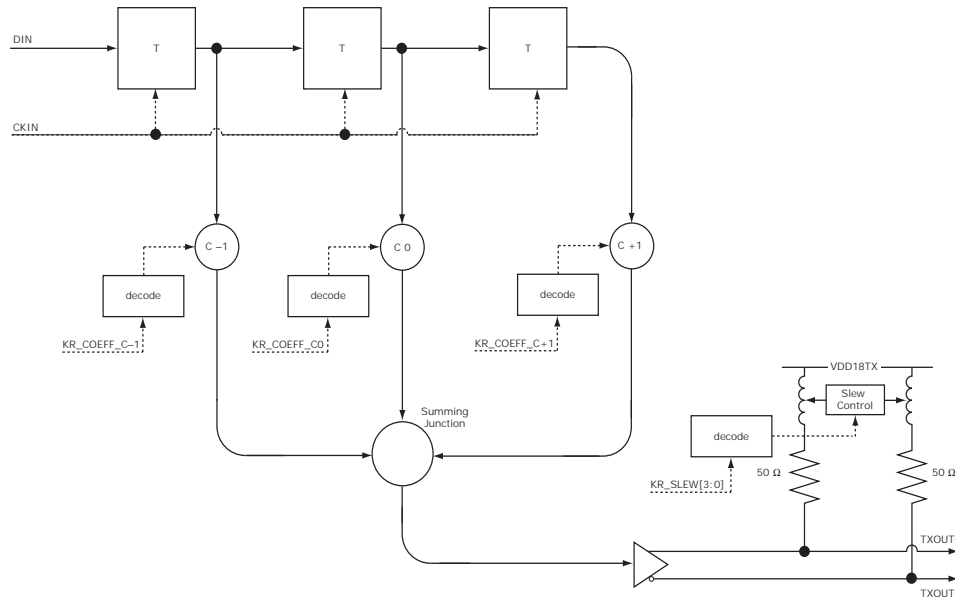 DIN
T
T
T
CKIN
C –1
C 0
C +1
decode
decode
decode
KR_COEFF_C–1
KR_COEFF_C0
KR_COEFF_C+1
VDD18TX
Slew
Control
Summing
Junction
decode
50 Ω
50 Ω
KR_SLEW[3:0]
TXOUT
TXOUT